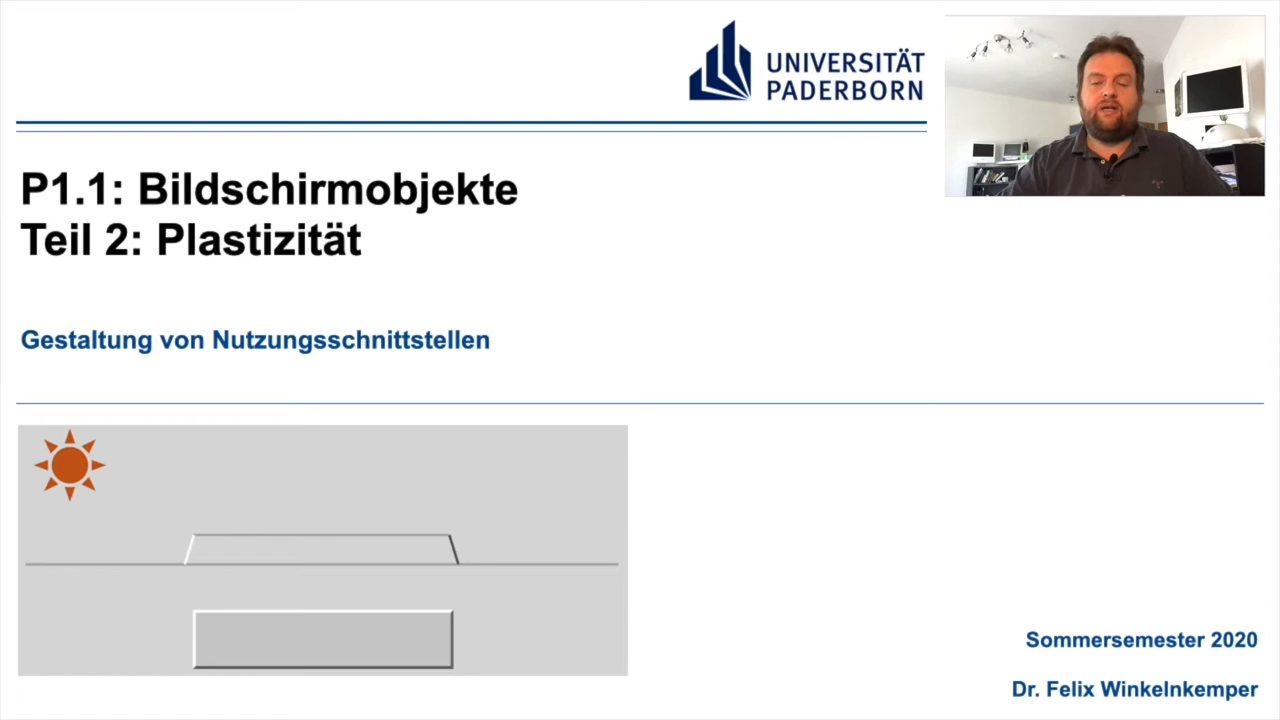 UNIVERSITÄT
PADERBORN
P1.1: Bildschirmobjekte
Teil 2: Plastizität
Gestaltung von Nutzungsschnittstellen
Sommersemester 2020
Dr. Felix Winkelnkemper